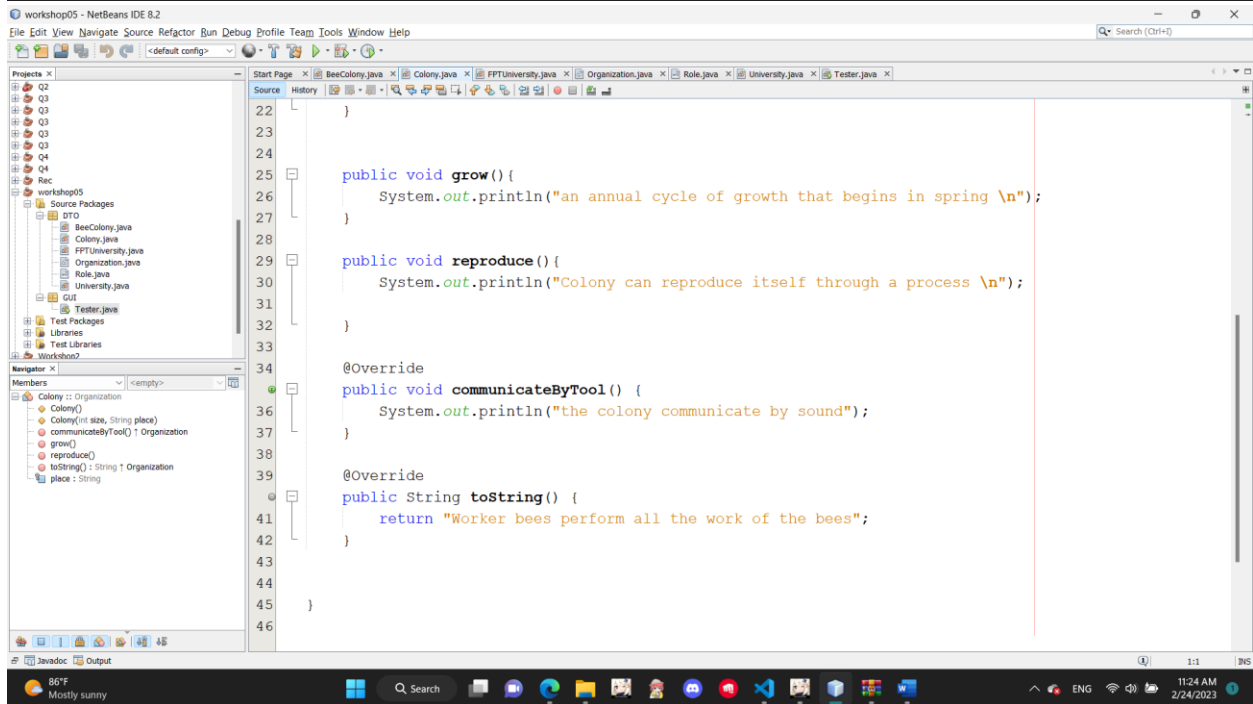 workshop05 - NetBeans IDE 8.2
File Edit View Navigate Source Refactor Run Debug Profile Team Tools Window Help
Search (Ctrl+I)
<default config>
Projects
Q2
Q3
Q3
Q3
Q3
Q3
Q4
Q4
Rec
workshop05
Source Packages
DTO
BeeColony.java
Colony.java
FPTUniversity.java
Organization.java
Role.java
University.java
GUI
Tester.java
Test Packages
Libraries
Test Libraries
Workshop2
Navigator
Members <empty>
Colony :: Organization
Colony()
Colony(int size, String place)
communicateByTool() ↑ Organization
grow()
reproduce()
toString() : String ↑ Organization
place : String
Start Page BeeColony.java Colony.java FPTUniversity.java Organization.java Role.java University.java Tester.java
Source History
22 }
23
24
25 public void grow(){
26 System.out.println("an annual cycle of growth that begins in spring \n");
27 }
28
29 public void reproduce(){
30 System.out.println("Colony can reproduce itself through a process \n");
31
32 }
33
34 @Override
public void communicateByTool() {
36 System.out.println("the colony communicate by sound");
37 }
38
39 @Override
public String toString() {
41 return "Worker bees perform all the work of the bees";
42 }
43
44
45 }
46
Javadoc Output
1:1 INS
86°F
Mostly sunny
Search
ENG
11:24 AM
2/24/2023
1